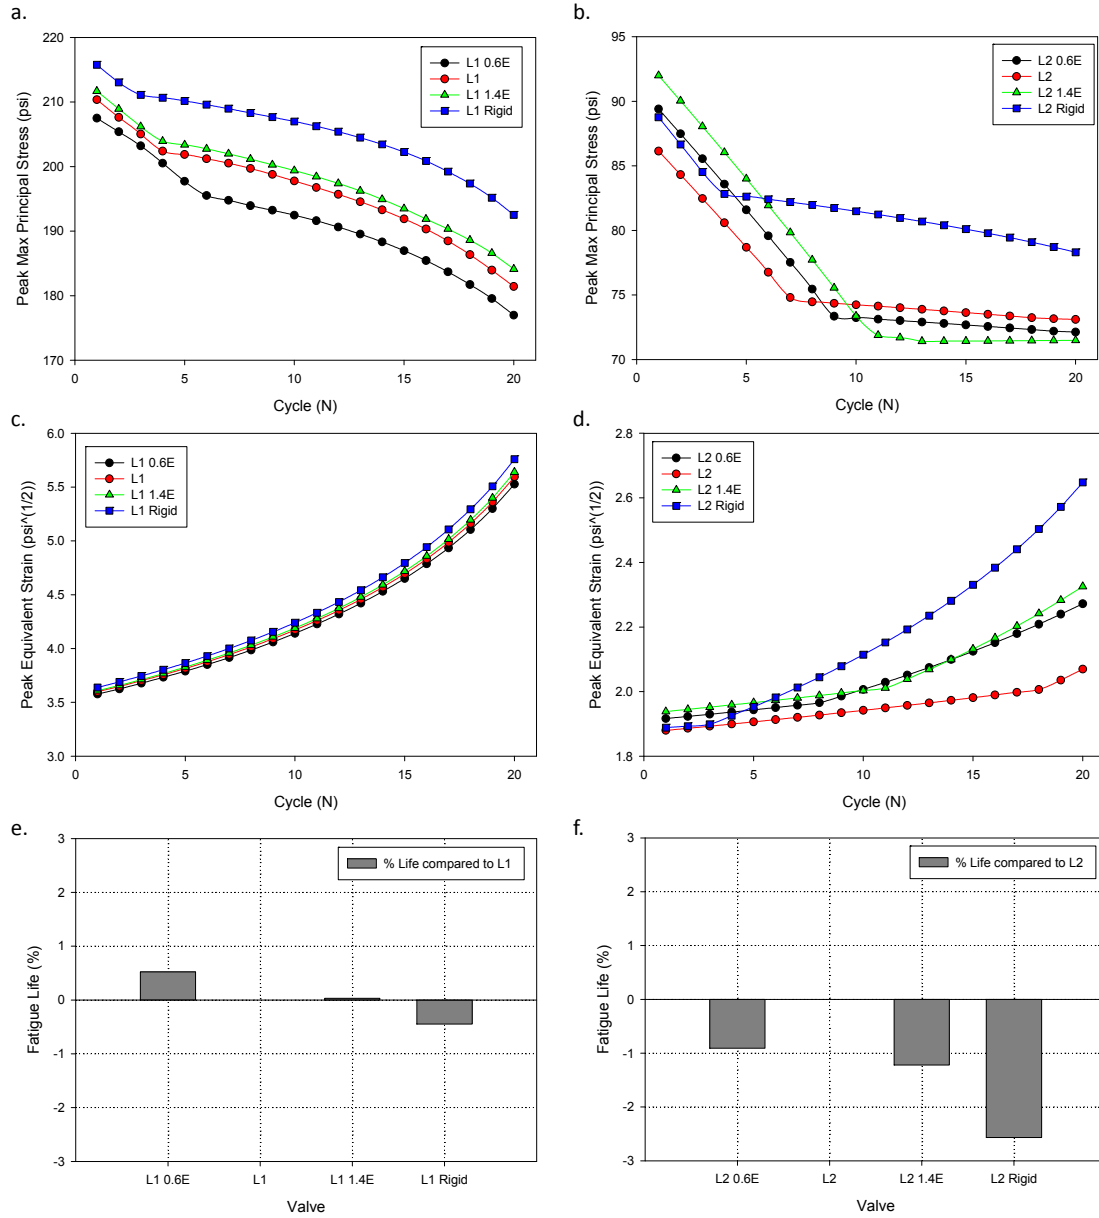 a.
220
210
200
190
180
170
Peak Max Principal Stress (psi)
0 5 10 15 20
Cycle (N)
L1 0.6E
L1
L1 1.4E
L1 Rigid
b.
95
90
85
80
75
70
Peak Max Principal Stress (psi)
0 5 10 15 20
Cycle (N)
L2 0.6E
L2
L2 1.4E
L2 Rigid
c.
6.0
5.5
5.0
4.5
4.0
3.5
3.0
Peak Equivalent Strain (psi^(1/2))
0 5 10 15 20
Cycle (N)
L1 0.6E
L1
L1 1.4E
L1 Rigid
d.
2.8
2.6
2.4
2.2
2.0
1.8
Peak Equivalent Strain (psi^(1/2))
0 5 10 15 20
Cycle (N)
L2 0.6E
L2
L2 1.4E
L2 Rigid
e.
3
2
1
0
-1
-2
-3
Fatigue Life (%)
% Life compared to L1
L1 0.6E L1 L1 1.4E L1 Rigid
Valve
f.
3
2
1
0
-1
-2
-3
Fatigue Life (%)
% Life compared to L2
L2 0.6E L2 L2 1.4E L2 Rigid
Valve